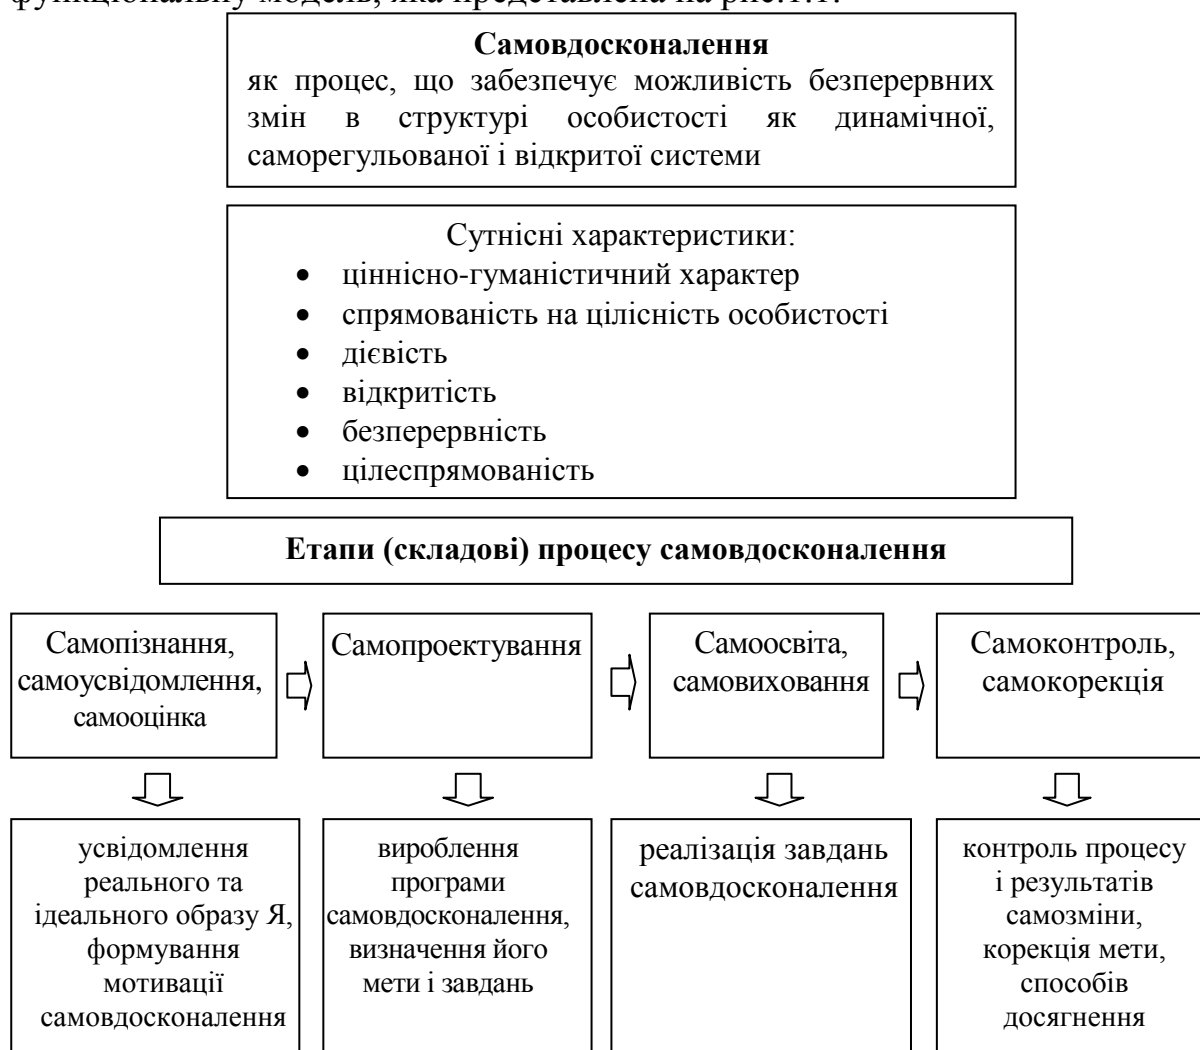 функціональну модель, яка представлена на рис.1.1.
Самовдосконалення
як процес, що забезпечує можливість безперервних
змін в структурі особистості як динамічної,
саморегульованої і відкритої системи
Сутнісні характеристики:
• ціннісно-гуманістичний характер
• спрямованість на цілісність особистості
• дієвість
• відкритість
• безперервність
• цілеспрямованість
Етапи (складові) процесу самовдосконалення
Самопізнання,
самоусвідомлення,
самооцінка
Самопроектування
Самоосвіта,
самовиховання
Самоконтроль,
самокорекція
усвідомлення
реального та
ідеального образу Я,
формування
мотивації
самовдосконалення
вироблення
програми
самовдосконалення,
визначення його
мети і завдань
реалізація завдань
самовдосконалення
контроль процесу
і результатів
самозміни,
корекція мети,
способів
досягнення